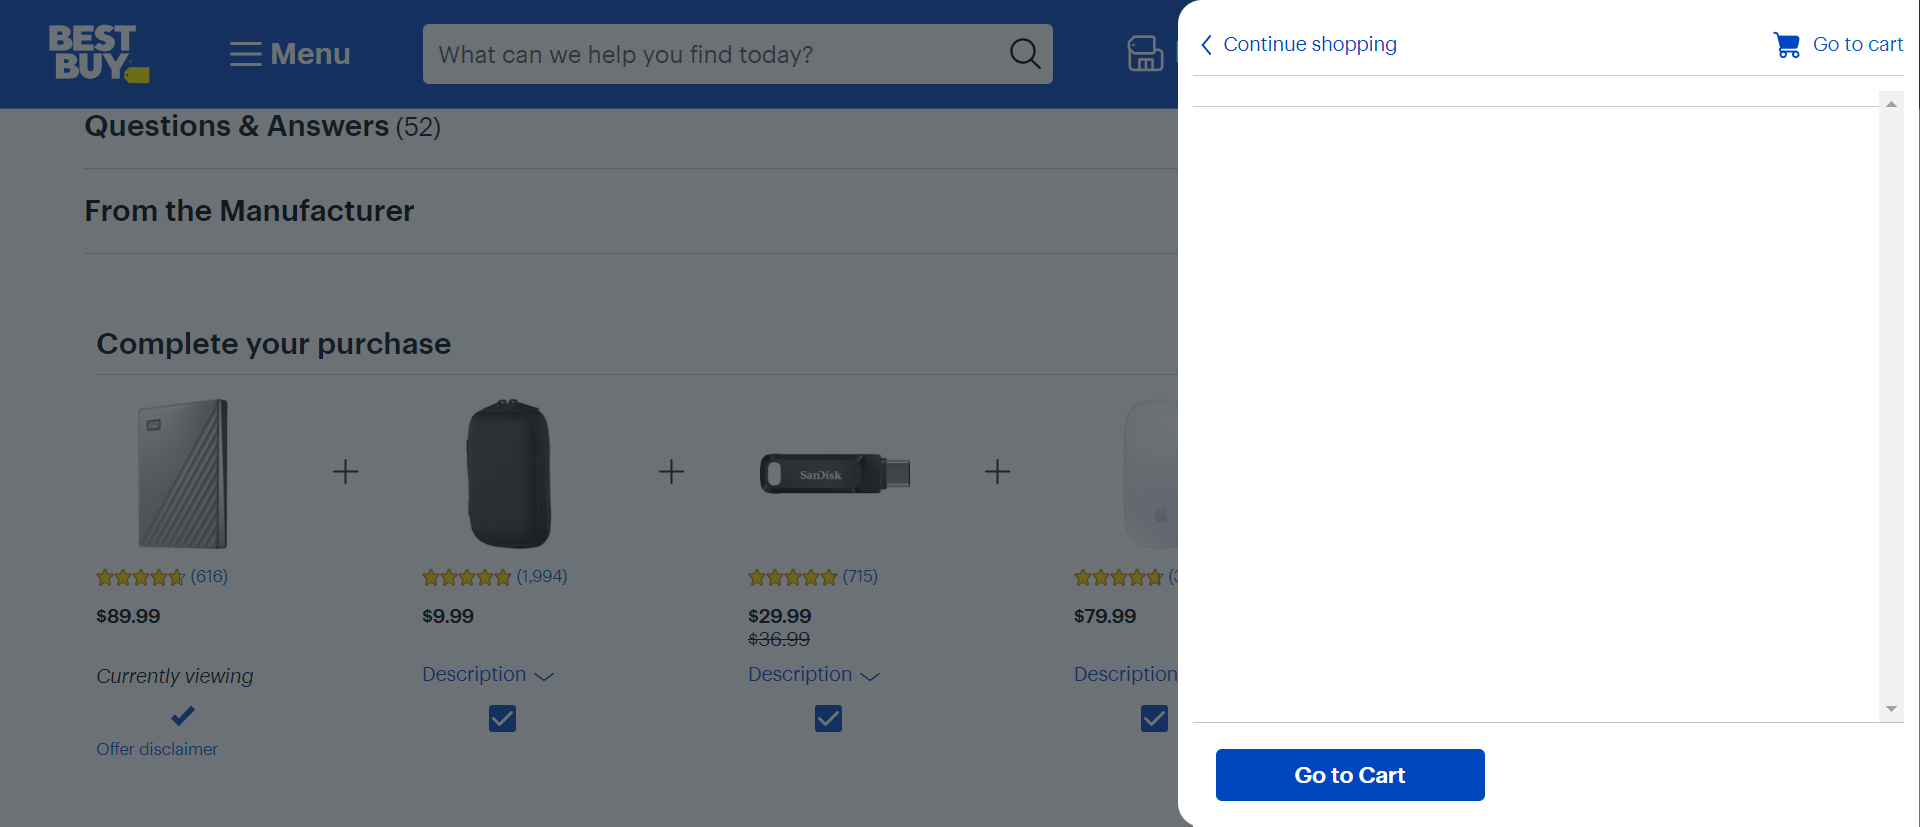 BEST
BUY
Menu
What can we help you find today?
Continue shopping
Go to cart
Questions & Answers (52)
From the Manufacturer
Complete your purchase
WD
SanDisk
(616)
(1,994)
(715)
$89.99
$9.99
$29.99
$79.99
$36.99
Currently viewing
Description
Description
Description
Offer disclaimer
Go to Cart